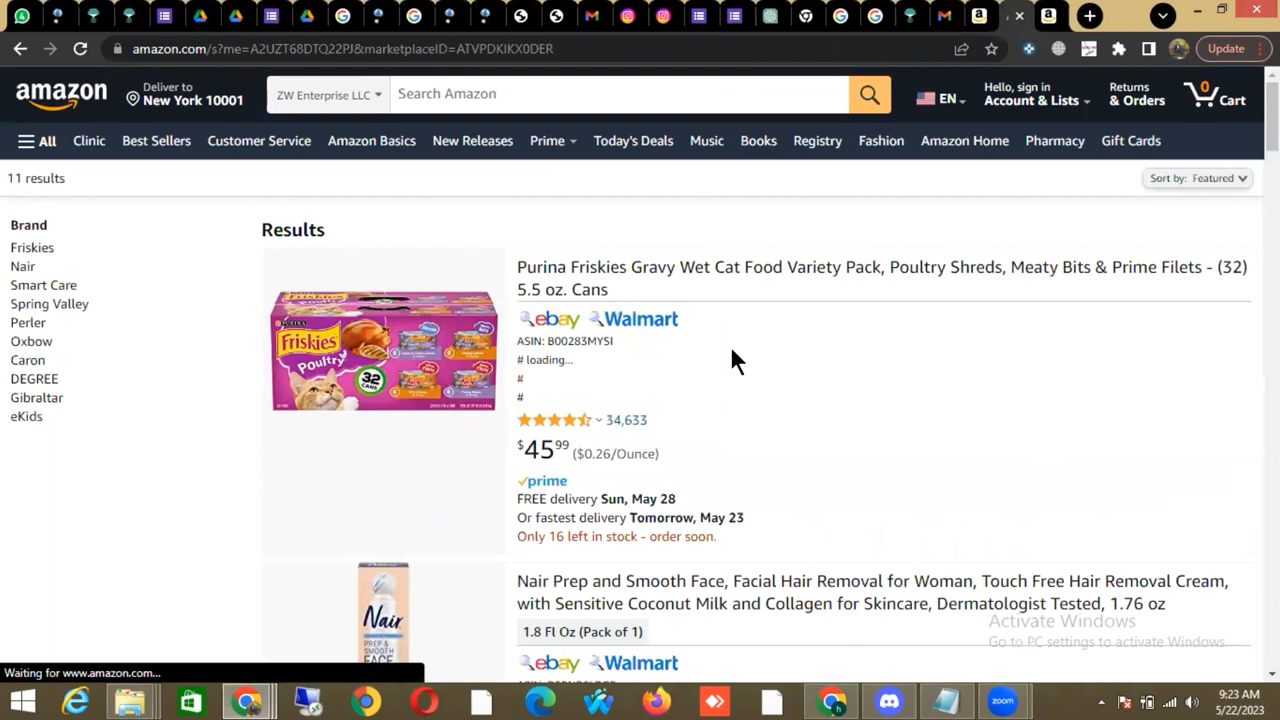 amazon.com/s?me=A2UZT68DTQ22PJ&marketplaceID=ATVPDKIKX0DER
Update
amazon
Deliver to
New York 10001
ZW Enterprise LLC
Search Amazon
EN
Hello, sign in
Account & Lists
Returns
& Orders
0
Cart
All
Clinic
Best Sellers
Customer Service
Amazon Basics
New Releases
Prime
Today's Deals
Music
Books
Registry
Fashion
Amazon Home
Pharmacy
Gift Cards
11 results
Sort by: Featured
Brand
Friskies
Nair
Smart Care
Spring Valley
Perler
Oxbow
Caron
DEGREE
Gibraltar
eKids
Results
Friskies
Poultry
32
CANS
Purina Friskies Gravy Wet Cat Food Variety Pack, Poultry Shreds, Meaty Bits & Prime Filets - (32)
5.5 oz. Cans
ebay Walmart
ASIN: B00283MYSI
# loading...
#
#
34,633
$45.99 ($0.26/Ounce)
prime
FREE delivery Sun, May 28
Or fastest delivery Tomorrow, May 23
Only 16 left in stock - order soon.
Nair
PREP &
SMOOTH
FACE
Nair Prep and Smooth Face, Facial Hair Removal for Woman, Touch Free Hair Removal Cream,
with Sensitive Coconut Milk and Collagen for Skincare, Dermatologist Tested, 1.76 oz
1.8 Fl Oz (Pack of 1)
ebay Walmart
Activate Windows
Go to PC settings to activate Windows.
Waiting for www.amazon.com...
zoom
9:23 AM
5/22/2023